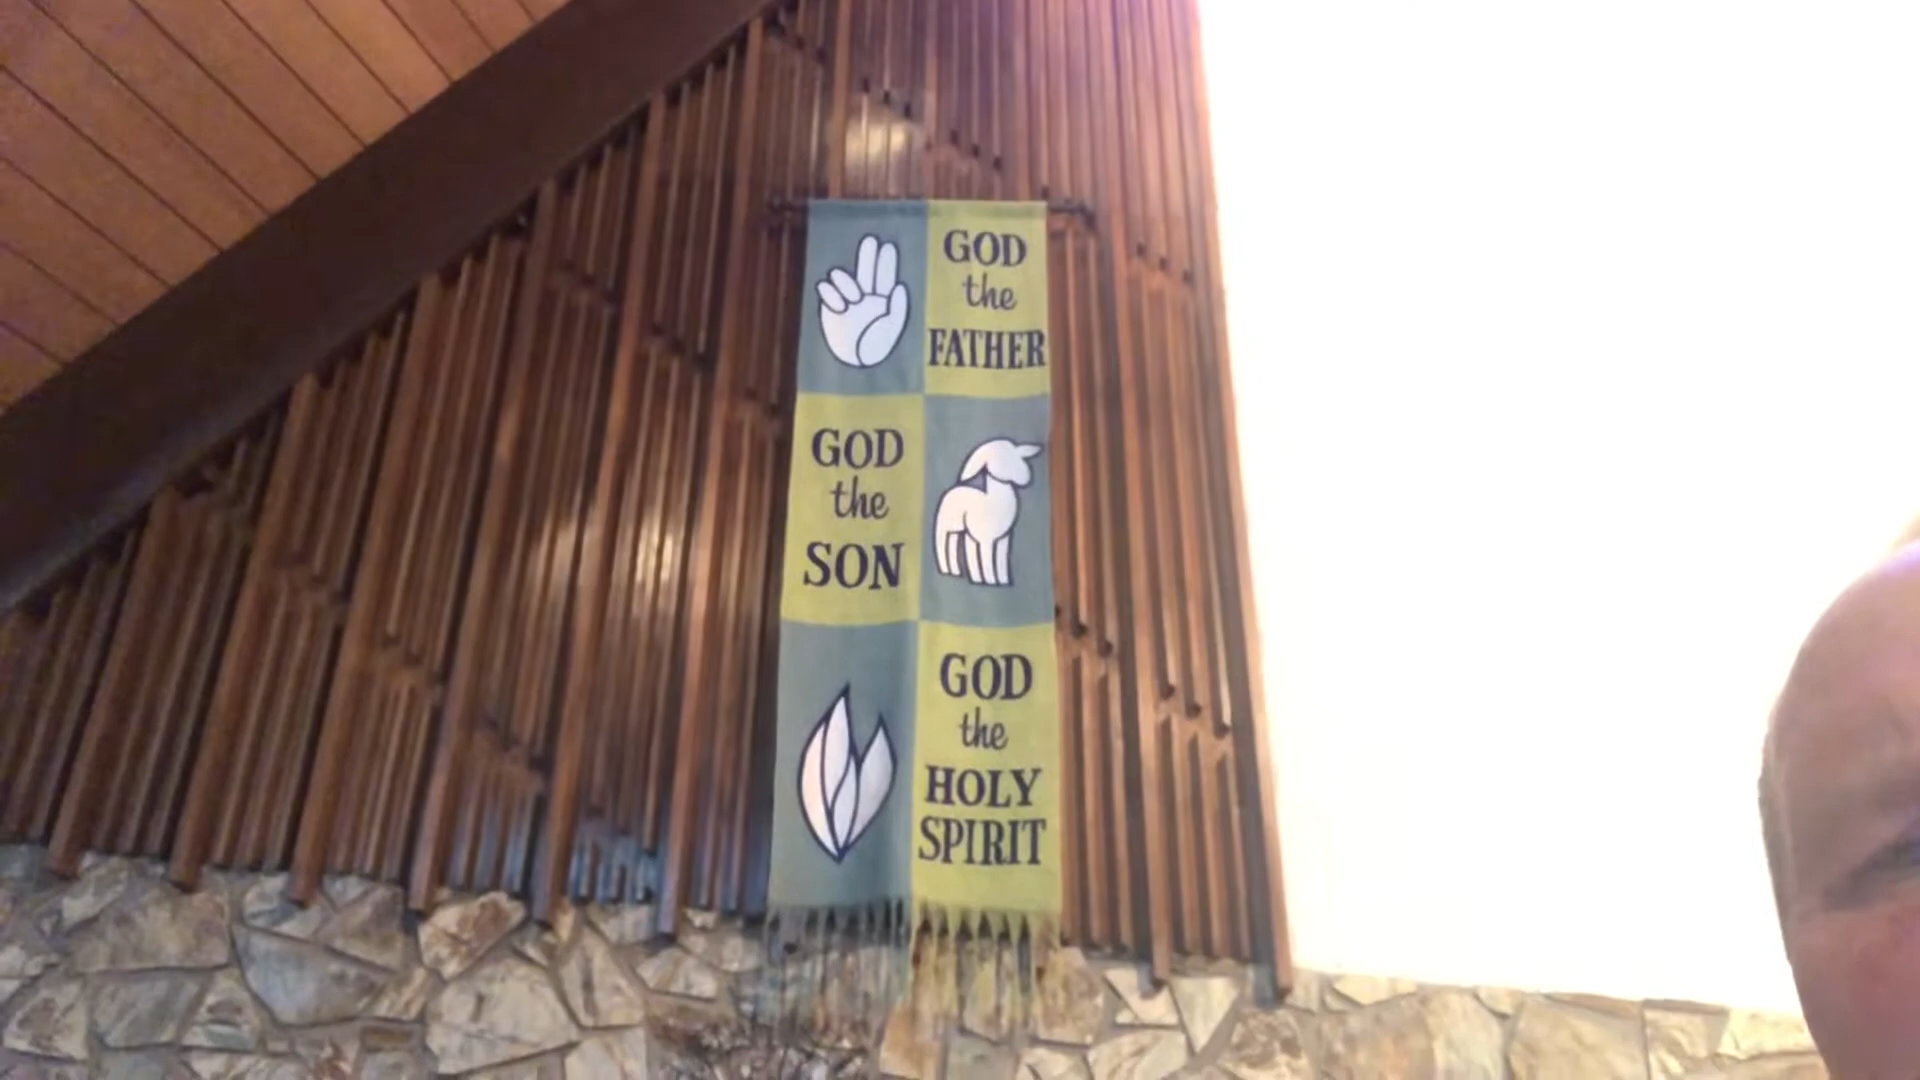 GOD
the
FATHER
GOD
the
SON
GOD
the
HOLY
SPIRIT